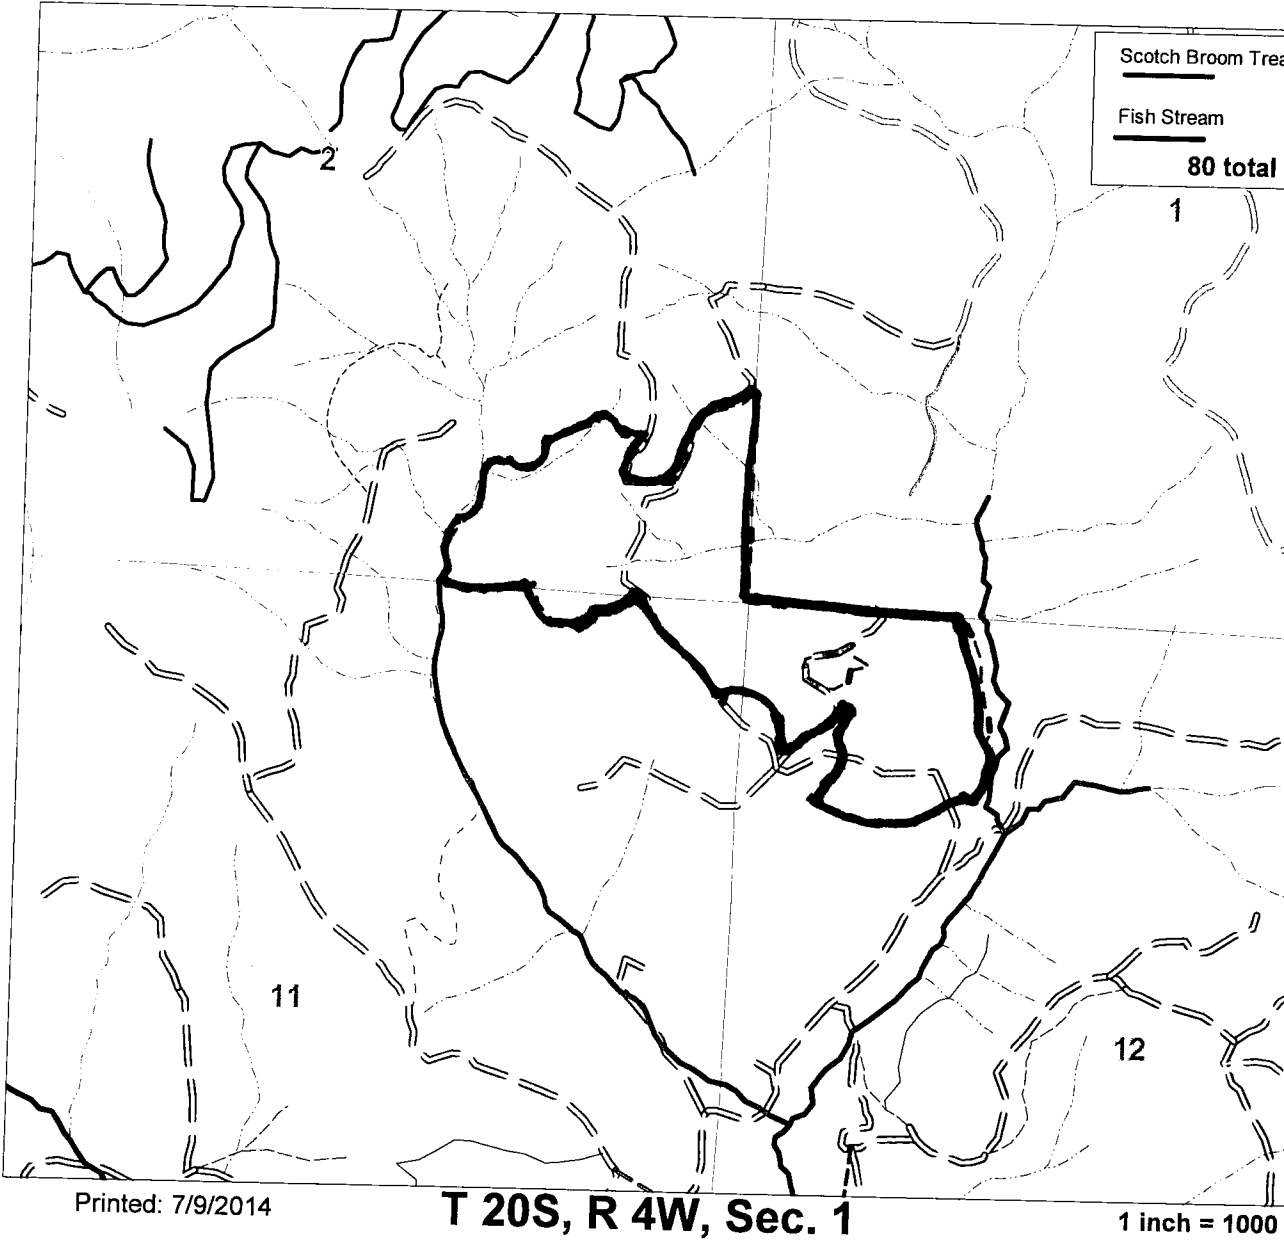 Scotch Broom Trea
Fish Stream
80 total
2
1
11
12
Printed: 7/9/2014
T 20S, R 4W, Sec. 1
1 inch = 1000